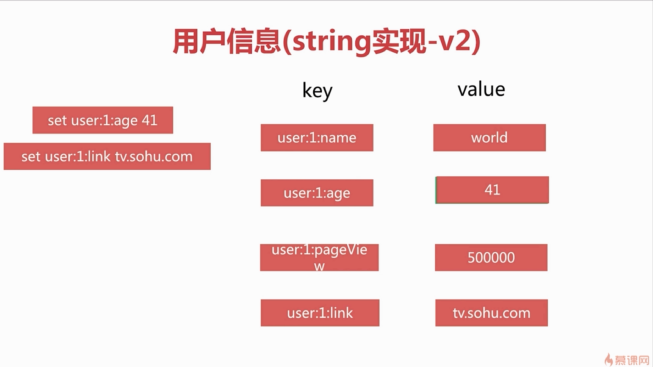 用户信息(string实现-v2)
key
value
set user:1:age 41
set user:1:link tv.sohu.com
user:1:name
world
user:1:age
41
user:1:pageVie
w
500000
user:1:link
tv.sohu.com
慕课网